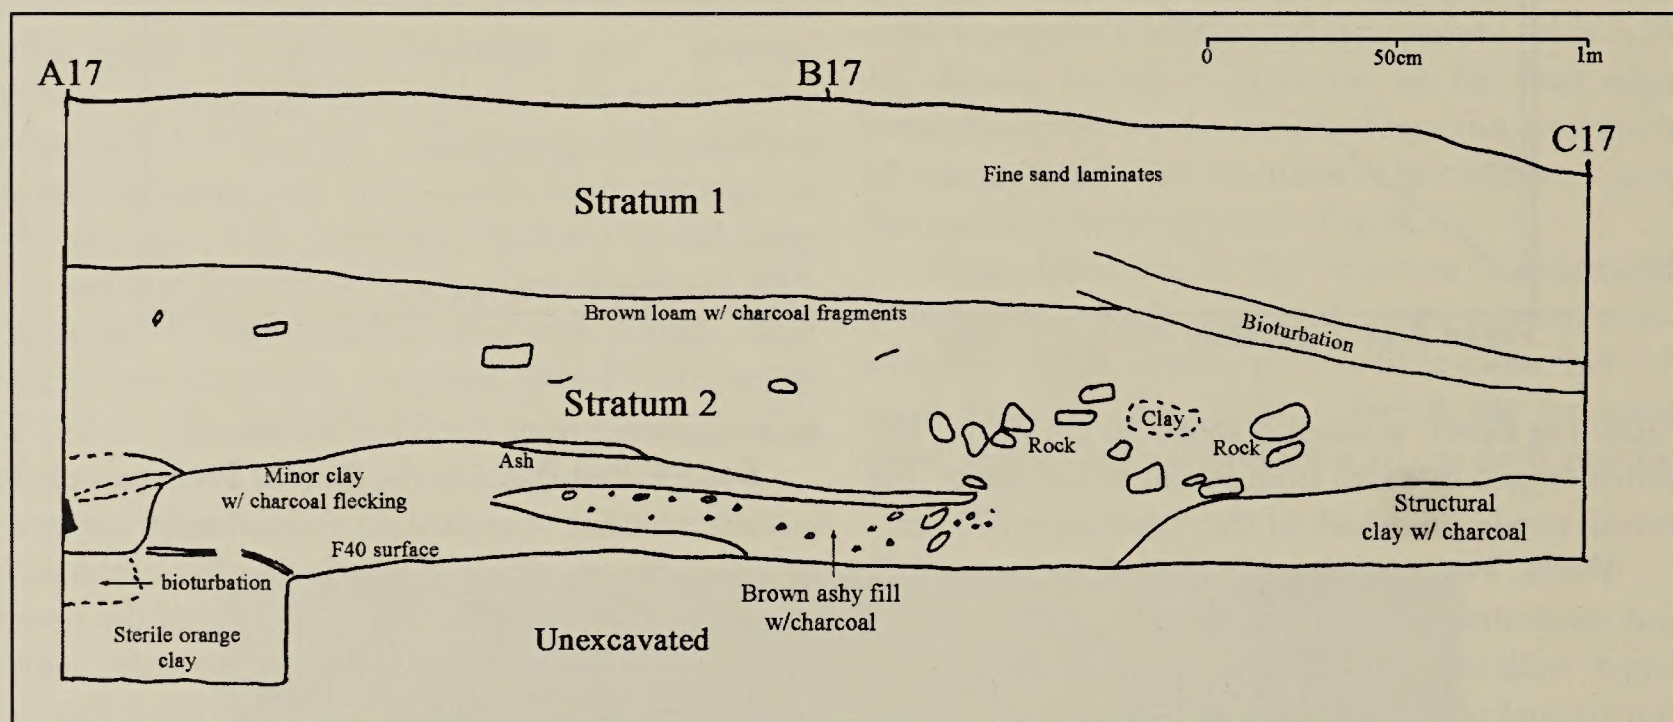 A17
B17
C17
0
50cm
1m
Fine sand laminates
Stratum 1
Brown loam w/ charcoal fragments
Bioturbation
Stratum 2
Clay
Rock
Rock
Ash
Minor clay
w/ charcoal flecking
Structural
clay w/ charcoal
F40 surface
bioturbation
Brown ashy fill
w/charcoal
Sterile orange
clay
Unexcavated